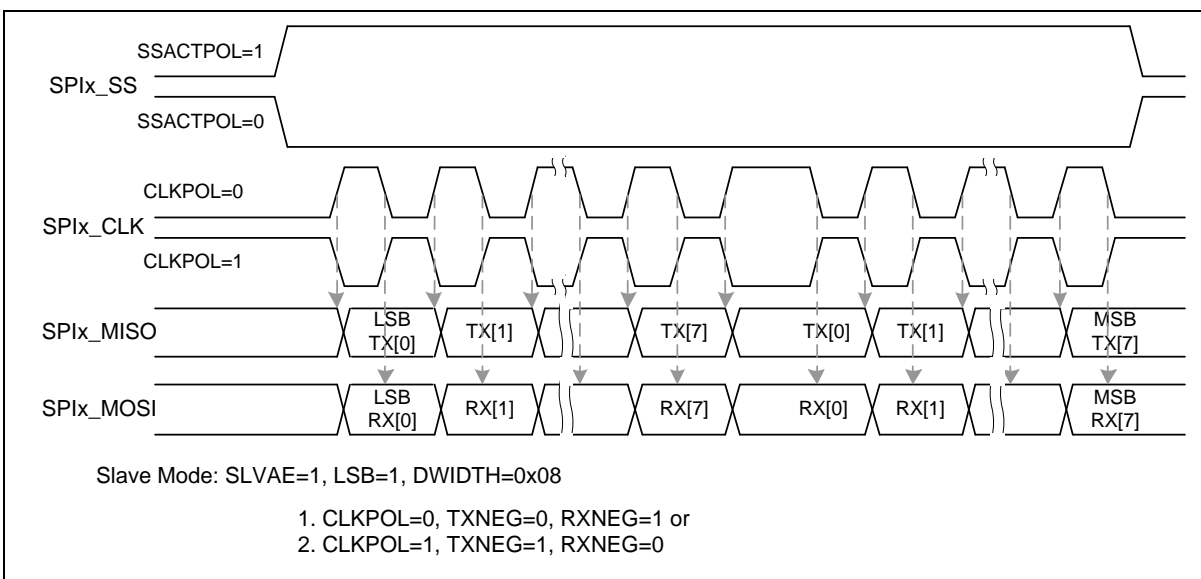 SSACTPOL=1
SPIx_SS
SSACTPOL=0
CLKPOL=0
SPIx_CLK
CLKPOL=1
SPIx_MISO
LSB
TX[0]
TX[1]
TX[7]
TX[0]
TX[1]
MSB
TX[7]
SPIx_MOSI
LSB
RX[0]
RX[1]
RX[7]
RX[0]
RX[1]
MSB
RX[7]
Slave Mode: SLVAE=1, LSB=1, DWIDTH=0x08
1. CLKPOL=0, TXNEG=0, RXNEG=1 or
2. CLKPOL=1, TXNEG=1, RXNEG=0